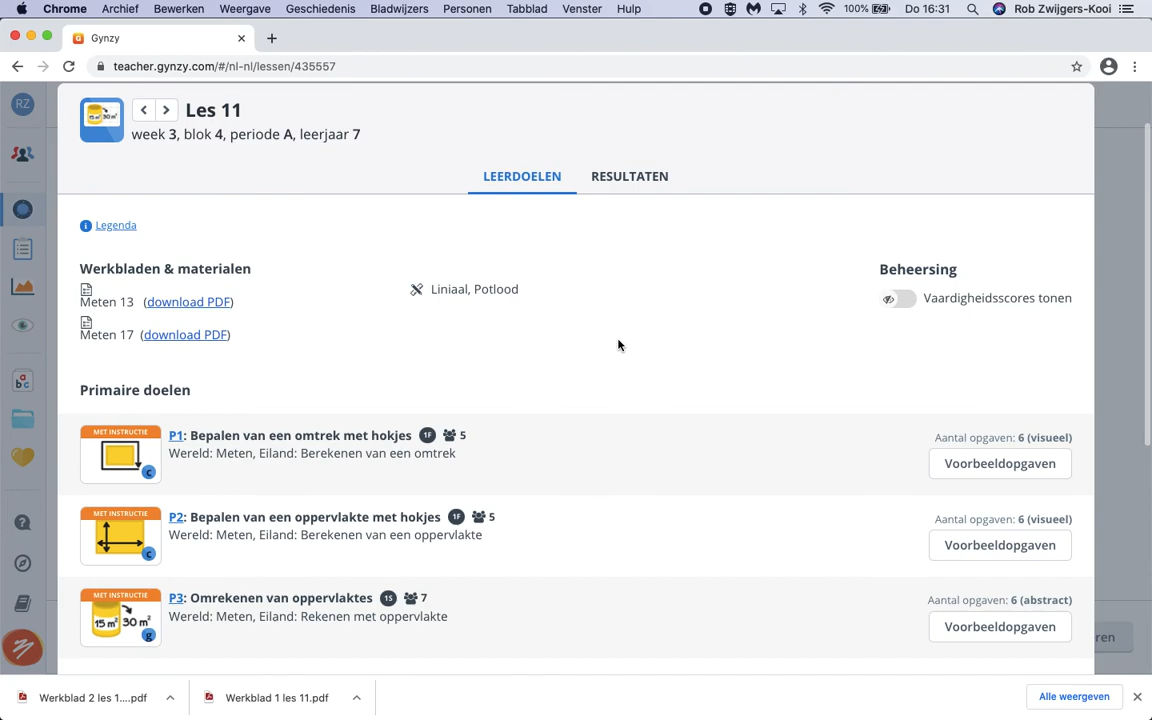 Chrome Archief Bewerken Weergave Geschiedenis Bladwijzers Personen Tabblad Venster Hulp 100% Do 16:31 Rob Zwijgers-Kooi
Gynzy
teacher.gynzy.com/#/nl-nl/lessen/435557
RZ
Les 11
week 3, blok 4, periode A, leerjaar 7
LEERDOELEN RESULTATEN
Legenda
Werkbladen & materialen
Beheersing
Meten 13 (download PDF)
Liniaal, Potlood
Vaardigheidsscores tonen
Meten 17 (download PDF)
Primaire doelen
MET INSTRUCTIE
c
P1: Bepalen van een omtrek met hokjes 1F 5
Wereld: Meten, Eiland: Berekenen van een omtrek
Aantal opgaven: 6 (visueel)
Voorbeeldopgaven
MET INSTRUCTIE
c
P2: Bepalen van een oppervlakte met hokjes 1F 5
Wereld: Meten, Eiland: Berekenen van een oppervlakte
Aantal opgaven: 6 (visueel)
Voorbeeldopgaven
MET INSTRUCTIE
15 m² 30 m²
g
P3: Omrekenen van oppervlaktes 1S 7
Wereld: Meten, Eiland: Rekenen met oppervlakte
Aantal opgaven: 6 (abstract)
Voorbeeldopgaven
ren
Werkblad 2 les 1....pdf
Werkblad 1 les 11.pdf
Alle weergeven